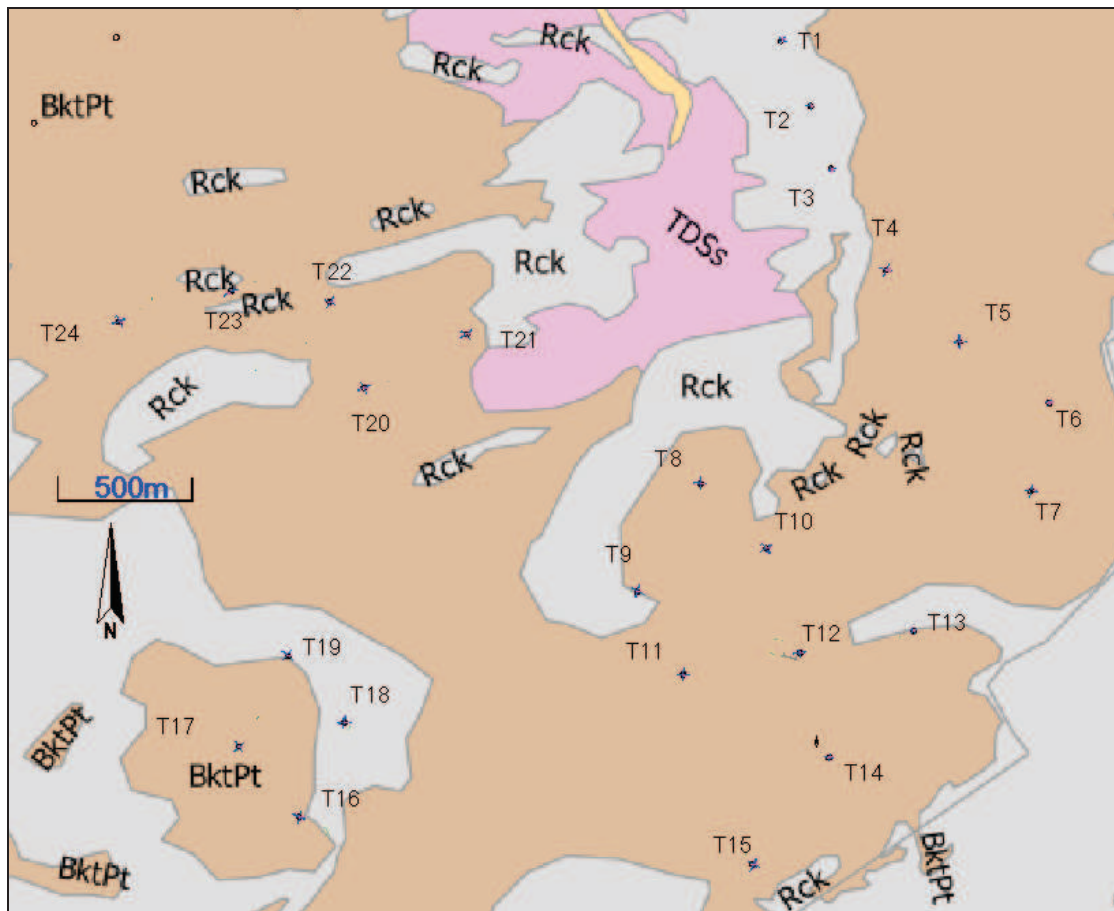 Rck
T1
Rck
BktPt
T2
Rck
T3
Rck
TDSs
T4
Rck
Rck
T22
Rck
T23
T24
T5
T21
Rck
Rck
T6
T20
Rck
Rck
T8
Rck
Rck
500m
T7
T10
T9
N
T13
T12
T19
T11
T18
T17
BktPt
BktPt
T14
T16
T15
BktPt
BktPt
Rck